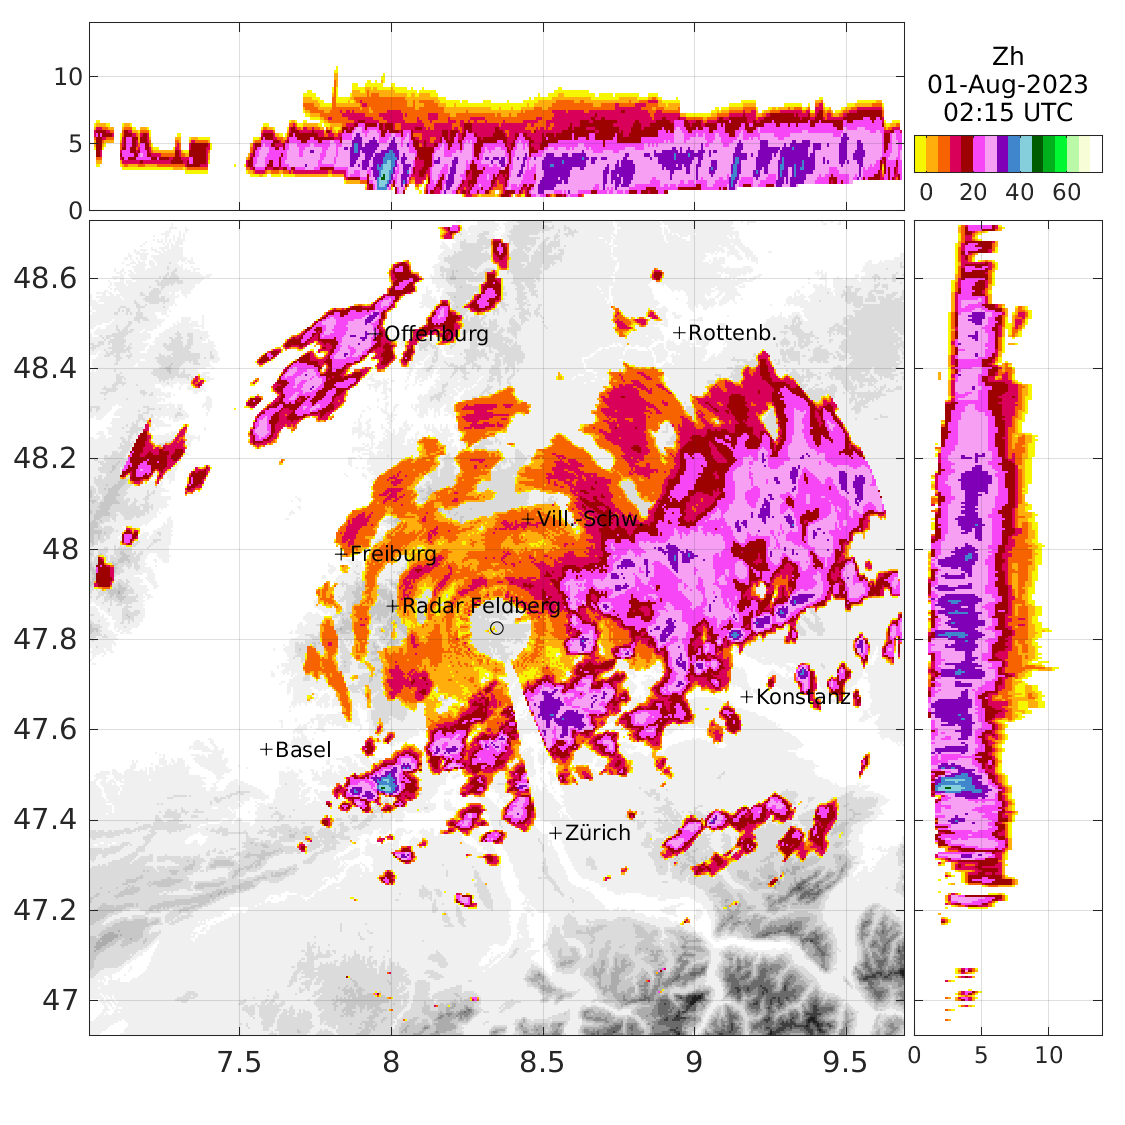 Zh
01-Aug-2023
02:15 UTC
0 20 40 60
10
5
0
48.6
48.4
48.2
48
47.8
47.6
47.4
47.2
47
+Offenburg
+Rottenb.
+Vill.-Schw.
+Freiburg
+Radar Feldberg
+Konstanz
+Basel
+Zürich
7.5 8 8.5 9 9.5
0 5 10